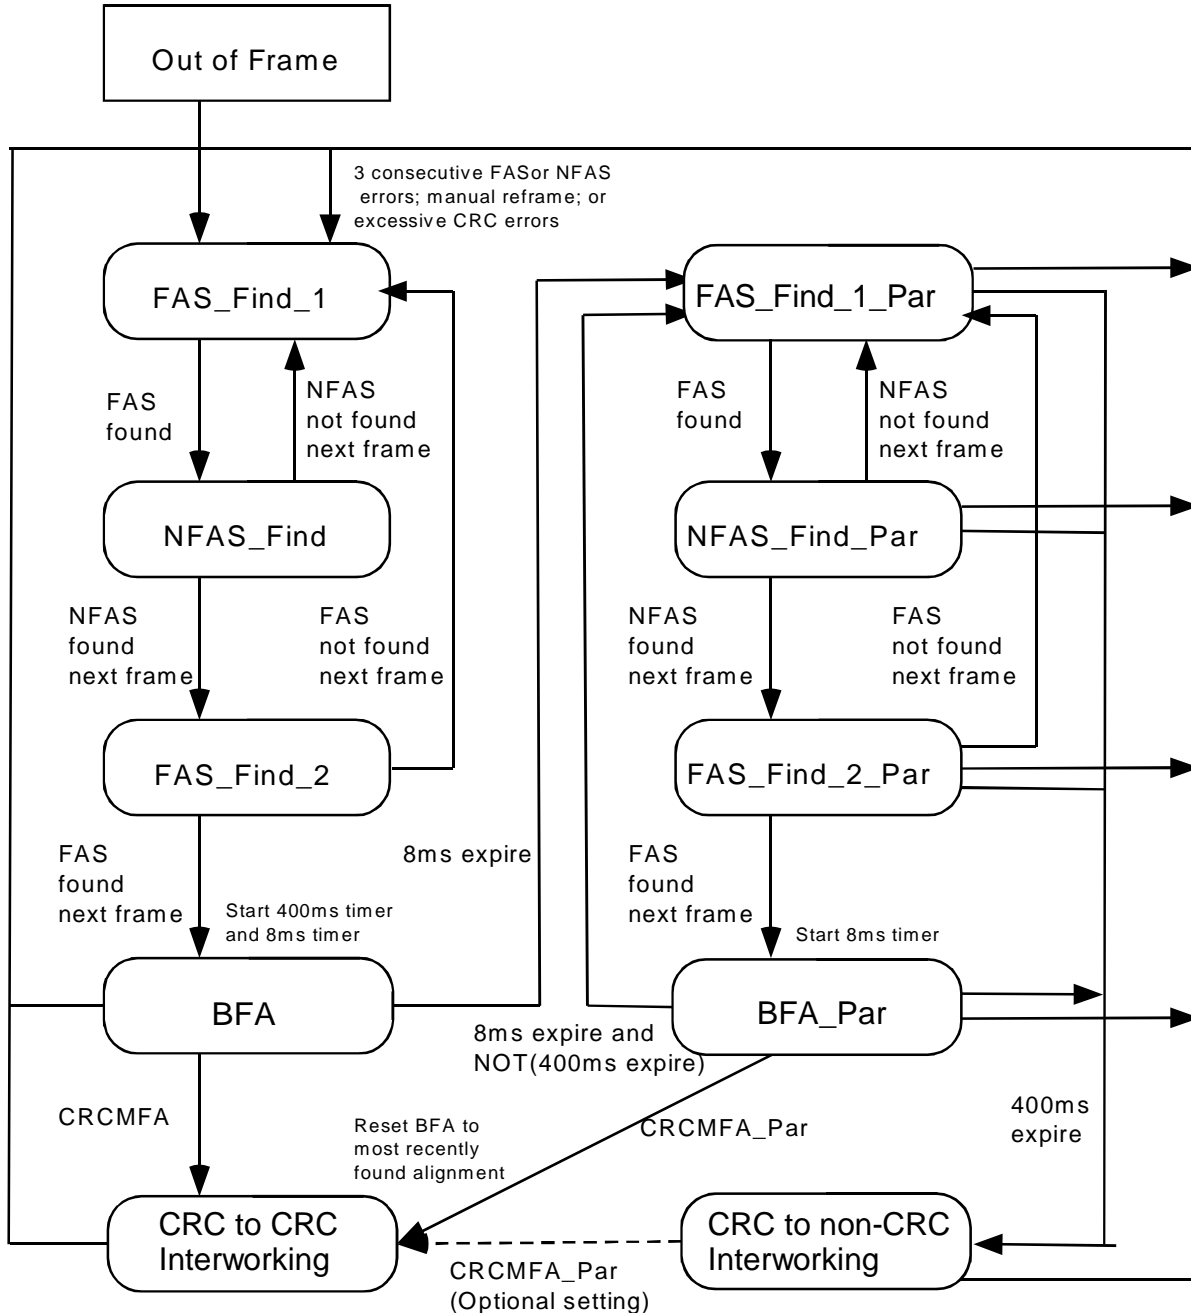 Out of Frame
3 consecutive FASor NFAS
errors; manual reframe; or
excessive CRC errors
FAS_Find_1
FAS_Find_1_Par
FAS
found
NFAS
not found
next frame
FAS
found
NFAS
not found
next frame
NFAS_Find
NFAS_Find_Par
NFAS
found
next frame
FAS
not found
next frame
NFAS
found
next frame
FAS
not found
next frame
FAS_Find_2
FAS_Find_2_Par
FAS
found
next frame
8ms expire
FAS
found
next frame
Start 400ms timer
and 8ms timer
Start 8ms timer
BFA
BFA_Par
8ms expire and
NOT(400ms expire)
CRCMFA
Reset BFA to
most recently
found alignment
CRCMFA_Par
400ms
expire
CRC to CRC
Interworking
CRC to non-CRC
Interworking
CRCMFA_Par
(Optional setting)